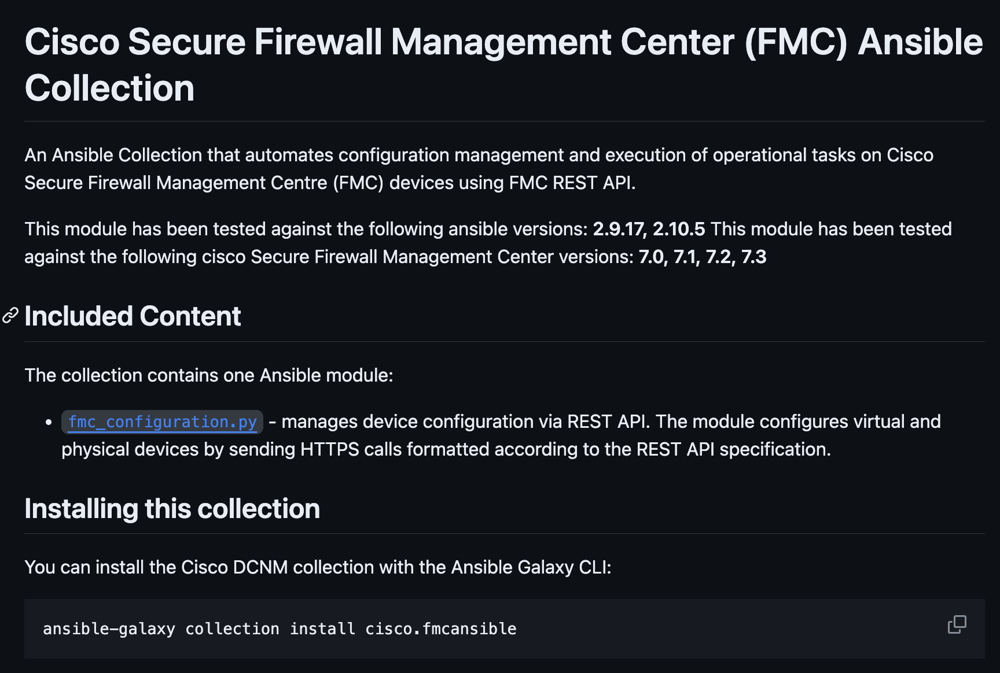 Cisco Secure Firewall Management Center (FMC) Ansible
Collection
An Ansible Collection that automates configuration management and execution of operational tasks on Cisco
Secure Firewall Management Centre (FMC) devices using FMC REST API.
This module has been tested against the following ansible versions: 2.9.17, 2.10.5 This module has been tested
against the following cisco Secure Firewall Management Center versions: 7.0, 7.1, 7.2, 7.3
Included Content
The collection contains one Ansible module:
• fmc_configuration.py - manages device configuration via REST API. The module configures virtual and
physical devices by sending HTTPS calls formatted according to the REST API specification.
Installing this collection
You can install the Cisco DCNM collection with the Ansible Galaxy CLI:
ansible-galaxy collection install cisco.fmcansible